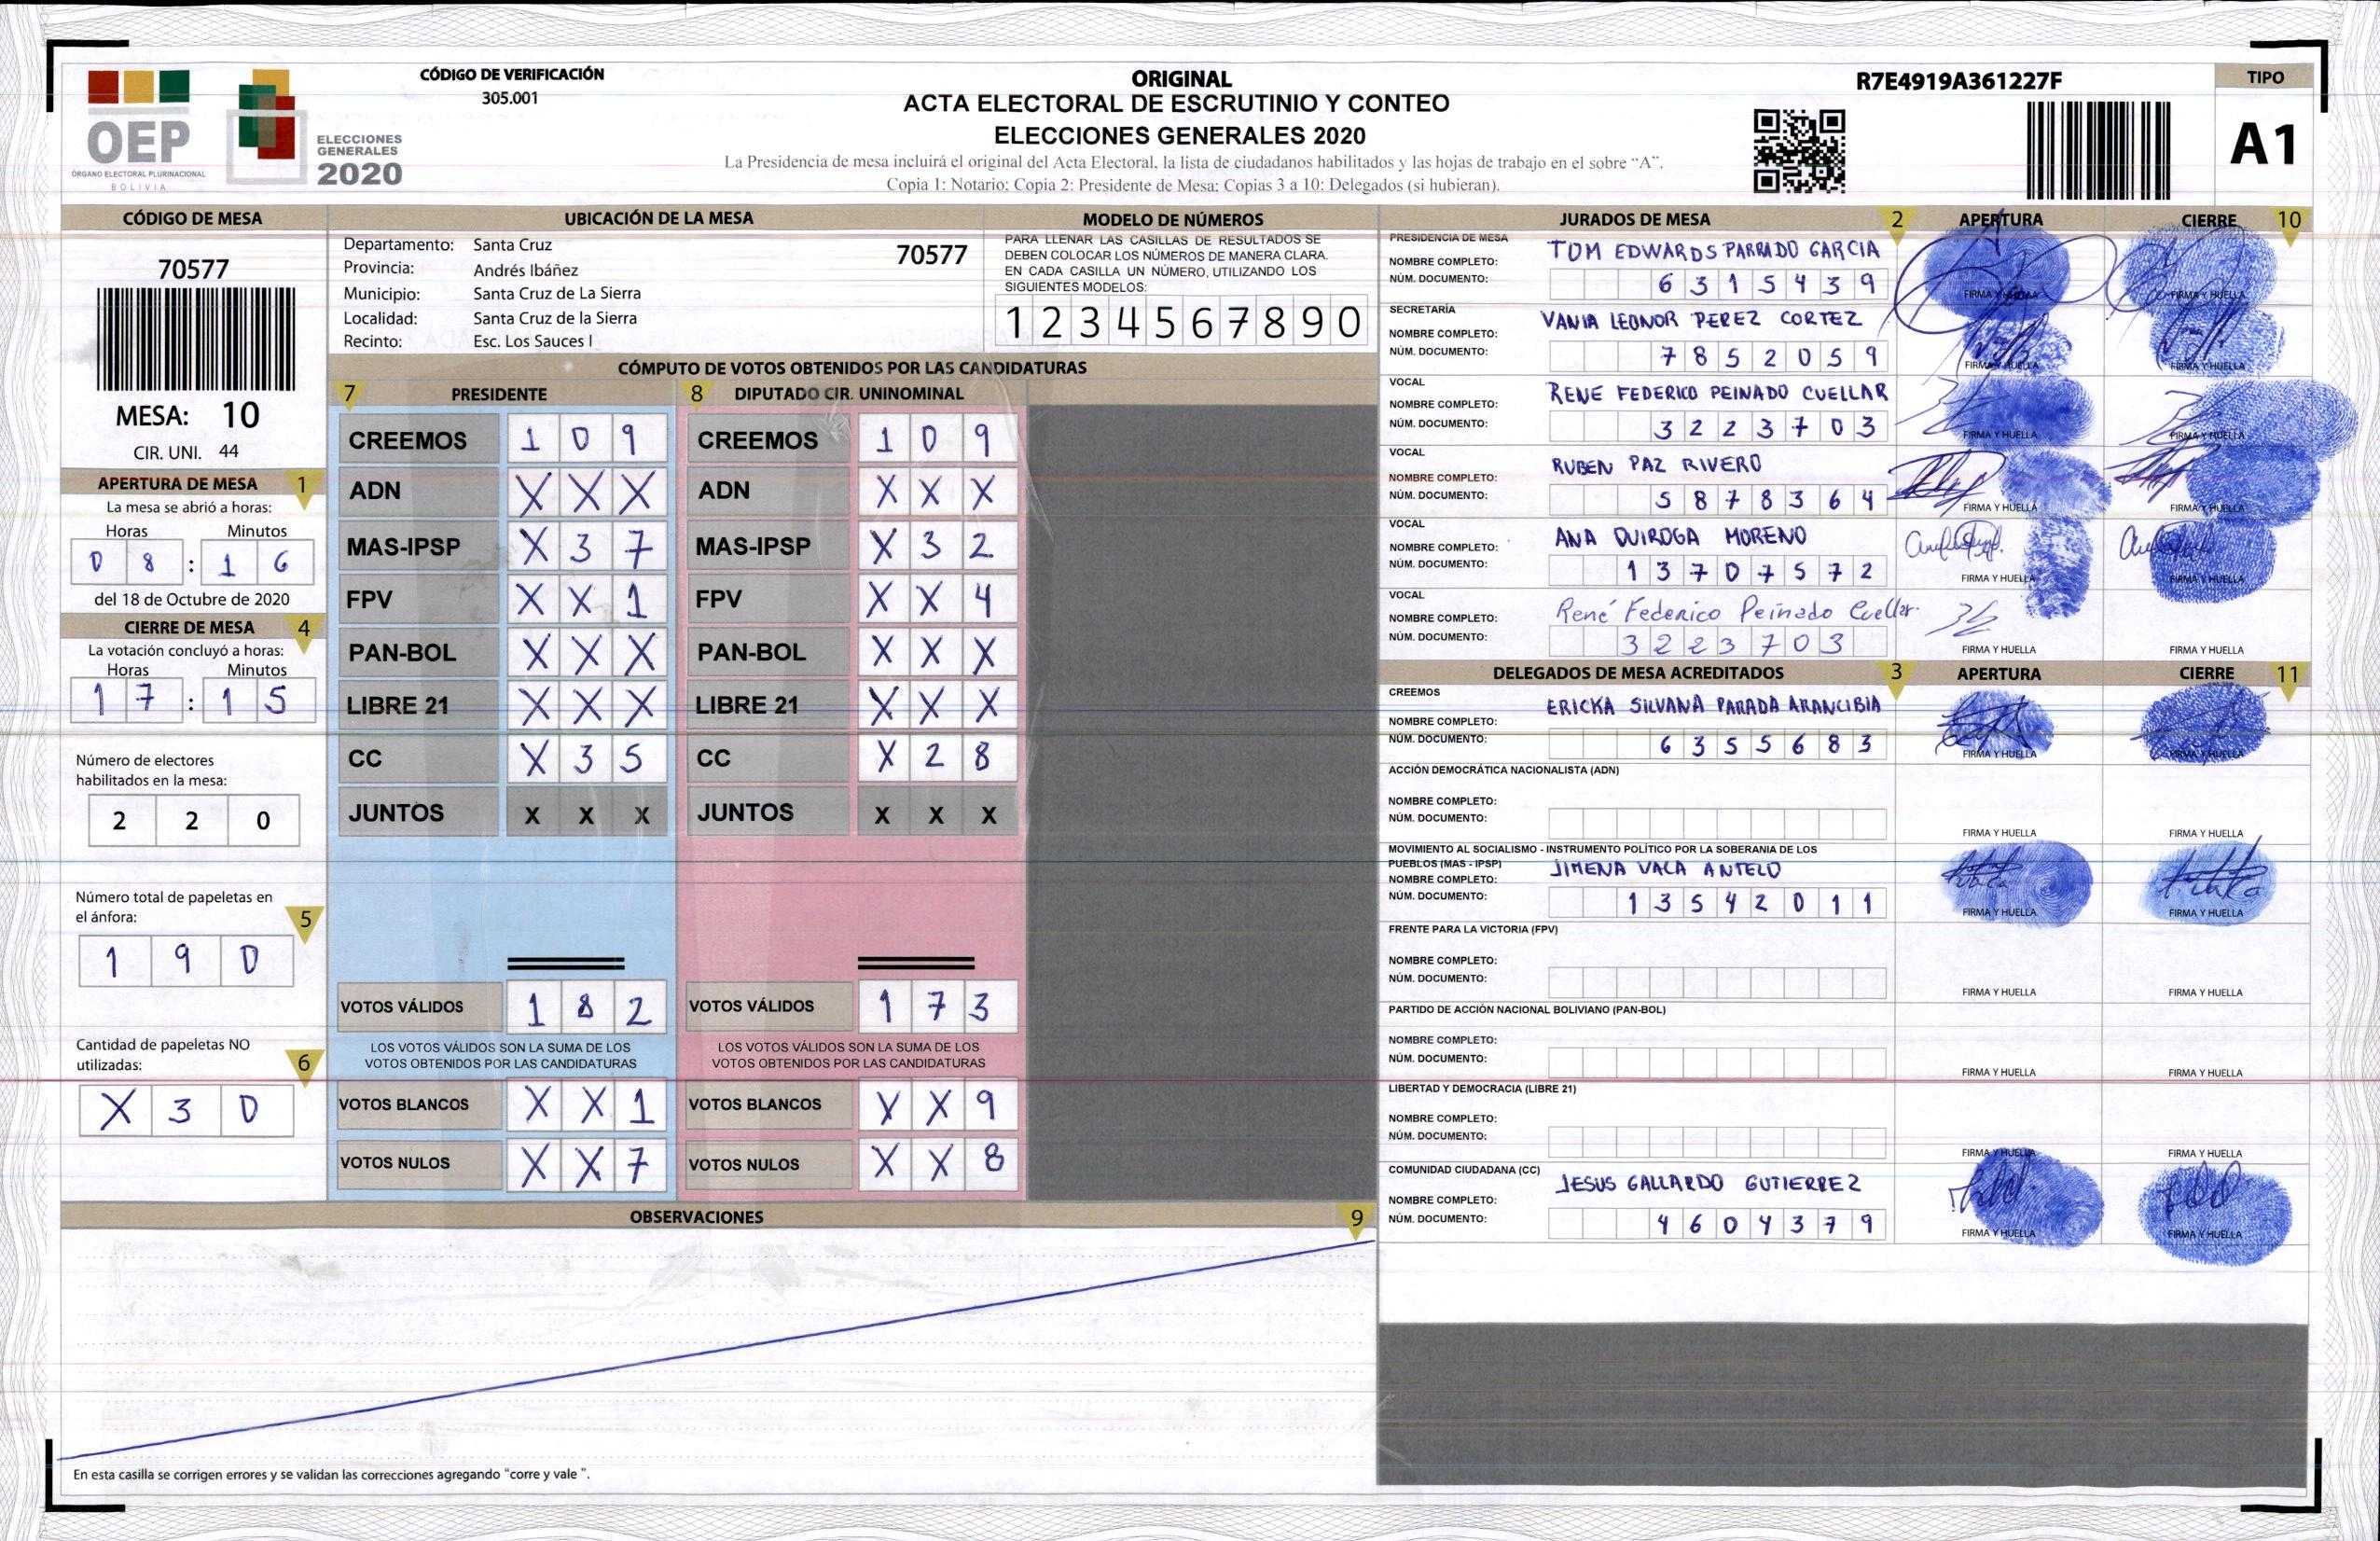 CÓDIGO DE VERIFICACIÓN
305.001
OEP
ÓRGANO ELECTORAL PLURINACIONAL
BOLIVIA
ELECCIONES
GENERALES
2020
ORIGINAL
ACTA ELECTORAL DE ESCRUTINIO Y CONTEO
ELECCIONES GENERALES 2020
La Presidencia de mesa incluirá el original del Acta Electoral, la lista de ciudadanos habilitados y las hojas de trabajo en el sobre “A”.
Copia 1: Notario: Copia 2: Presidente de Mesa: Copias 3 a 10: Delegados (si hubieran).
R7E4919A361227F
TIPO
A1
CÓDIGO DE MESA
70577
MESA: 10
CIR. UNI. 44
APERTURA DE MESA 1
La mesa se abrió a horas:
Horas Minutos
0 8 : 1 6
del 18 de Octubre de 2020
CIERRE DE MESA 4
La votación concluyó a horas:
Horas Minutos
1 7 : 1 5
Número de electores
habilitados en la mesa:
2 2 0
Número total de papeletas en
el ánfora: 5
1 9 0
Cantidad de papeletas NO
utilizadas: 6
X 3 0
UBICACIÓN DE LA MESA
Departamento: Santa Cruz 70577
Provincia: Andrés Ibáñez
Municipio: Santa Cruz de La Sierra
Localidad: Santa Cruz de la Sierra
Recinto: Esc. Los Sauces I
MODELO DE NÚMEROS
PARA LLENAR LAS CASILLAS DE RESULTADOS SE
DEBEN COLOCAR LOS NÚMEROS DE MANERA CLARA.
EN CADA CASILLA UN NÚMERO, UTILIZANDO LOS
SIGUIENTES MODELOS:
1 2 3 4 5 6 7 8 9 0
CÓMPUTO DE VOTOS OBTENIDOS POR LAS CANDIDATURAS
7 PRESIDENTE
CREEMOS 1 0 9
ADN X X X
MAS-IPSP X 3 7
FPV X X 1
PAN-BOL X X X
LIBRE 21 X X X
CC X 3 5
JUNTOS X X X
VOTOS VÁLIDOS 1 8 2
LOS VOTOS VÁLIDOS SON LA SUMA DE LOS
VOTOS OBTENIDOS POR LAS CANDIDATURAS
VOTOS BLANCOS X X 1
VOTOS NULOS X X 7
8 DIPUTADO CIR. UNINOMINAL
CREEMOS 1 0 9
ADN X X X
MAS-IPSP X 3 2
FPV X X 4
PAN-BOL X X X
LIBRE 21 X X X
CC X 2 8
JUNTOS X X X
VOTOS VÁLIDOS 1 7 3
LOS VOTOS VÁLIDOS SON LA SUMA DE LOS
VOTOS OBTENIDOS POR LAS CANDIDATURAS
VOTOS BLANCOS X X 9
VOTOS NULOS X X 8
OBSERVACIONES 9
En esta casilla se corrigen errores y se validan las correcciones agregando “corre y vale ”.
JURADOS DE MESA 2 APERTURA CIERRE 10
PRESIDENCIA DE MESA
NOMBRE COMPLETO: TOM EDWARDS PARRADO GARCIA
NÚM. DOCUMENTO: 6 3 1 5 4 3 9
FIRMA Y HUELLA FIRMA Y HUELLA
SECRETARÍA
NOMBRE COMPLETO: VANIA LEONOR PEREZ CORTEZ
NÚM. DOCUMENTO: 7 8 5 2 0 5 9
FIRMA Y HUELLA FIRMA Y HUELLA
VOCAL
NOMBRE COMPLETO: RENE FEDERICO PEINADO CUELLAR
NÚM. DOCUMENTO: 3 2 2 3 7 0 3
FIRMA Y HUELLA FIRMA Y HUELLA
VOCAL
NOMBRE COMPLETO: RUBEN PAZ RIVERO
NÚM. DOCUMENTO: 5 8 7 8 3 6 4
FIRMA Y HUELLA FIRMA Y HUELLA
VOCAL
NOMBRE COMPLETO: ANA QUIROGA MORENO
NÚM. DOCUMENTO: 1 3 7 0 7 5 7 2
FIRMA Y HUELLA FIRMA Y HUELLA
VOCAL
NOMBRE COMPLETO: René Federico Peinado Cuellar
NÚM. DOCUMENTO: 3 2 2 3 7 0 3
FIRMA Y HUELLA FIRMA Y HUELLA
DELEGADOS DE MESA ACREDITADOS 3 APERTURA CIERRE 11
CREEMOS
NOMBRE COMPLETO: ERICKA SILVANA PARADA ARANCIBIA
NÚM. DOCUMENTO: 6 3 5 5 6 8 3
FIRMA Y HUELLA FIRMA Y HUELLA
ACCIÓN DEMOCRÁTICA NACIONALISTA (ADN)
NOMBRE COMPLETO:
NÚM. DOCUMENTO:
FIRMA Y HUELLA FIRMA Y HUELLA
MOVIMIENTO AL SOCIALISMO - INSTRUMENTO POLÍTICO POR LA SOBERANIA DE LOS
PUEBLOS (MAS - IPSP)
NOMBRE COMPLETO: JIMENA VACA ANTELO
NÚM. DOCUMENTO: 1 3 5 4 2 0 1 1
FIRMA Y HUELLA FIRMA Y HUELLA
FRENTE PARA LA VICTORIA (FPV)
NOMBRE COMPLETO:
NÚM. DOCUMENTO:
FIRMA Y HUELLA FIRMA Y HUELLA
PARTIDO DE ACCIÓN NACIONAL BOLIVIANO (PAN-BOL)
NOMBRE COMPLETO:
NÚM. DOCUMENTO:
FIRMA Y HUELLA FIRMA Y HUELLA
LIBERTAD Y DEMOCRACIA (LIBRE 21)
NOMBRE COMPLETO:
NÚM. DOCUMENTO:
FIRMA Y HUELLA FIRMA Y HUELLA
COMUNIDAD CIUDADANA (CC)
NOMBRE COMPLETO: JESUS GALLARDO GUTIERREZ
NÚM. DOCUMENTO: 4 6 0 4 3 7 9
FIRMA Y HUELLA FIRMA Y HUELLA